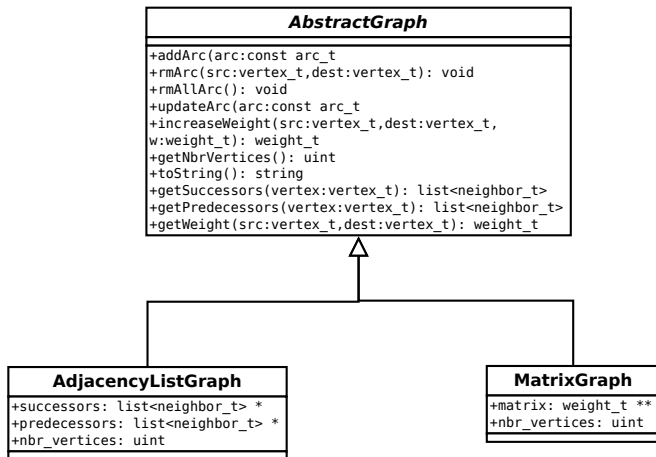 AbstractGraph
+addArc(arc:const arc_t
+rmArc(src:vertex_t,dest:vertex_t): void
+rmAllArc(): void
+updateArc(arc:const arc_t
+increaseWeight(src:vertex_t,dest:vertex_t,
w:weight_t): weight_t
+getNbrVertices(): uint
+toString(): string
+getSuccessors(vertex:vertex_t): list<neighbor_t>
+getPredecessors(vertex:vertex_t): list<neighbor_t>
+getWeight(src:vertex_t,dest:vertex_t): weight_t
AdjacencyListGraph
+successors: list<neighbor_t> *
+predecessors: list<neighbor_t> *
+nbr_vertices: uint
MatrixGraph
+matrix: weight_t **
+nbr_vertices: uint